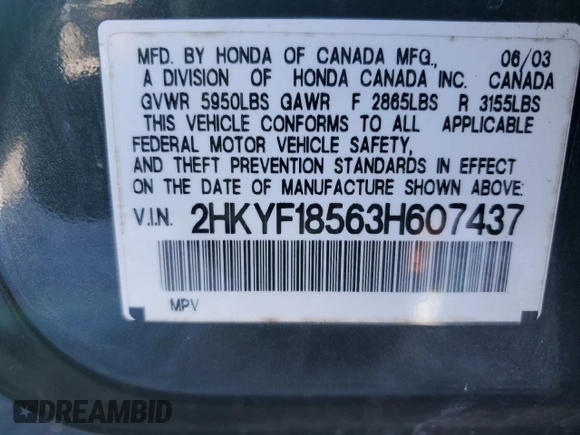 MFD. BY HONDA OF CANADA MFG., 06/03
A DIVISION OF HONDA CANADA INC. CANADA
GVWR 5950LBS GAWR F 2865LBS R 3155LBS
THIS VEHICLE CONFORMS TO ALL APPLICABLE
FEDERAL MOTOR VEHICLE SAFETY,
AND THEFT PREVENTION STANDARDS IN EFFECT
ON THE DATE OF MANUFACTURE SHOWN ABOVE.
V.I.N. 2HKYF18563H607437
MPV
DREAMBID